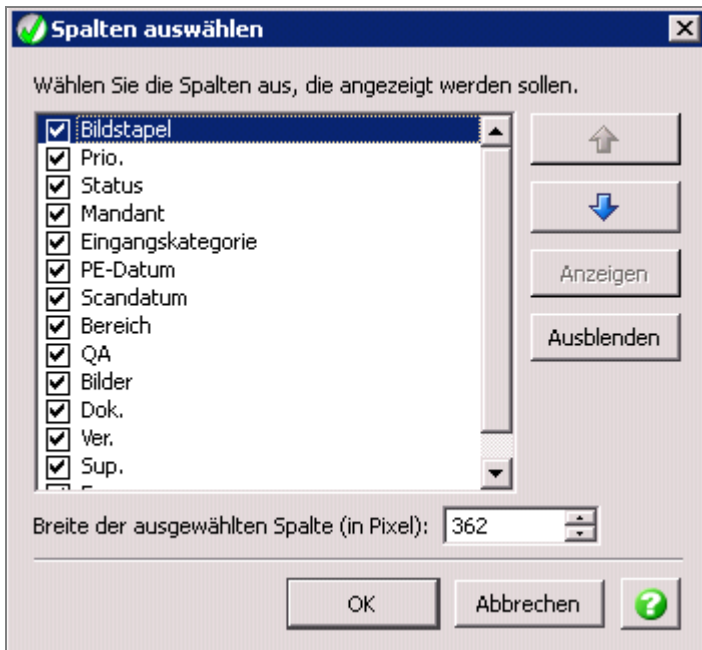 Spalten auswählen
Wählen Sie die Spalten aus, die angezeigt werden sollen.
Bildstapel
Prio.
Status
Mandant
Eingangskategorie
PE-Datum
Scandatum
Bereich
QA
Bilder
Dok.
Ver.
Sup.
Anzeigen
Ausblenden
Breite der ausgewählten Spalte (in Pixel): 362
OK Abbrechen ?